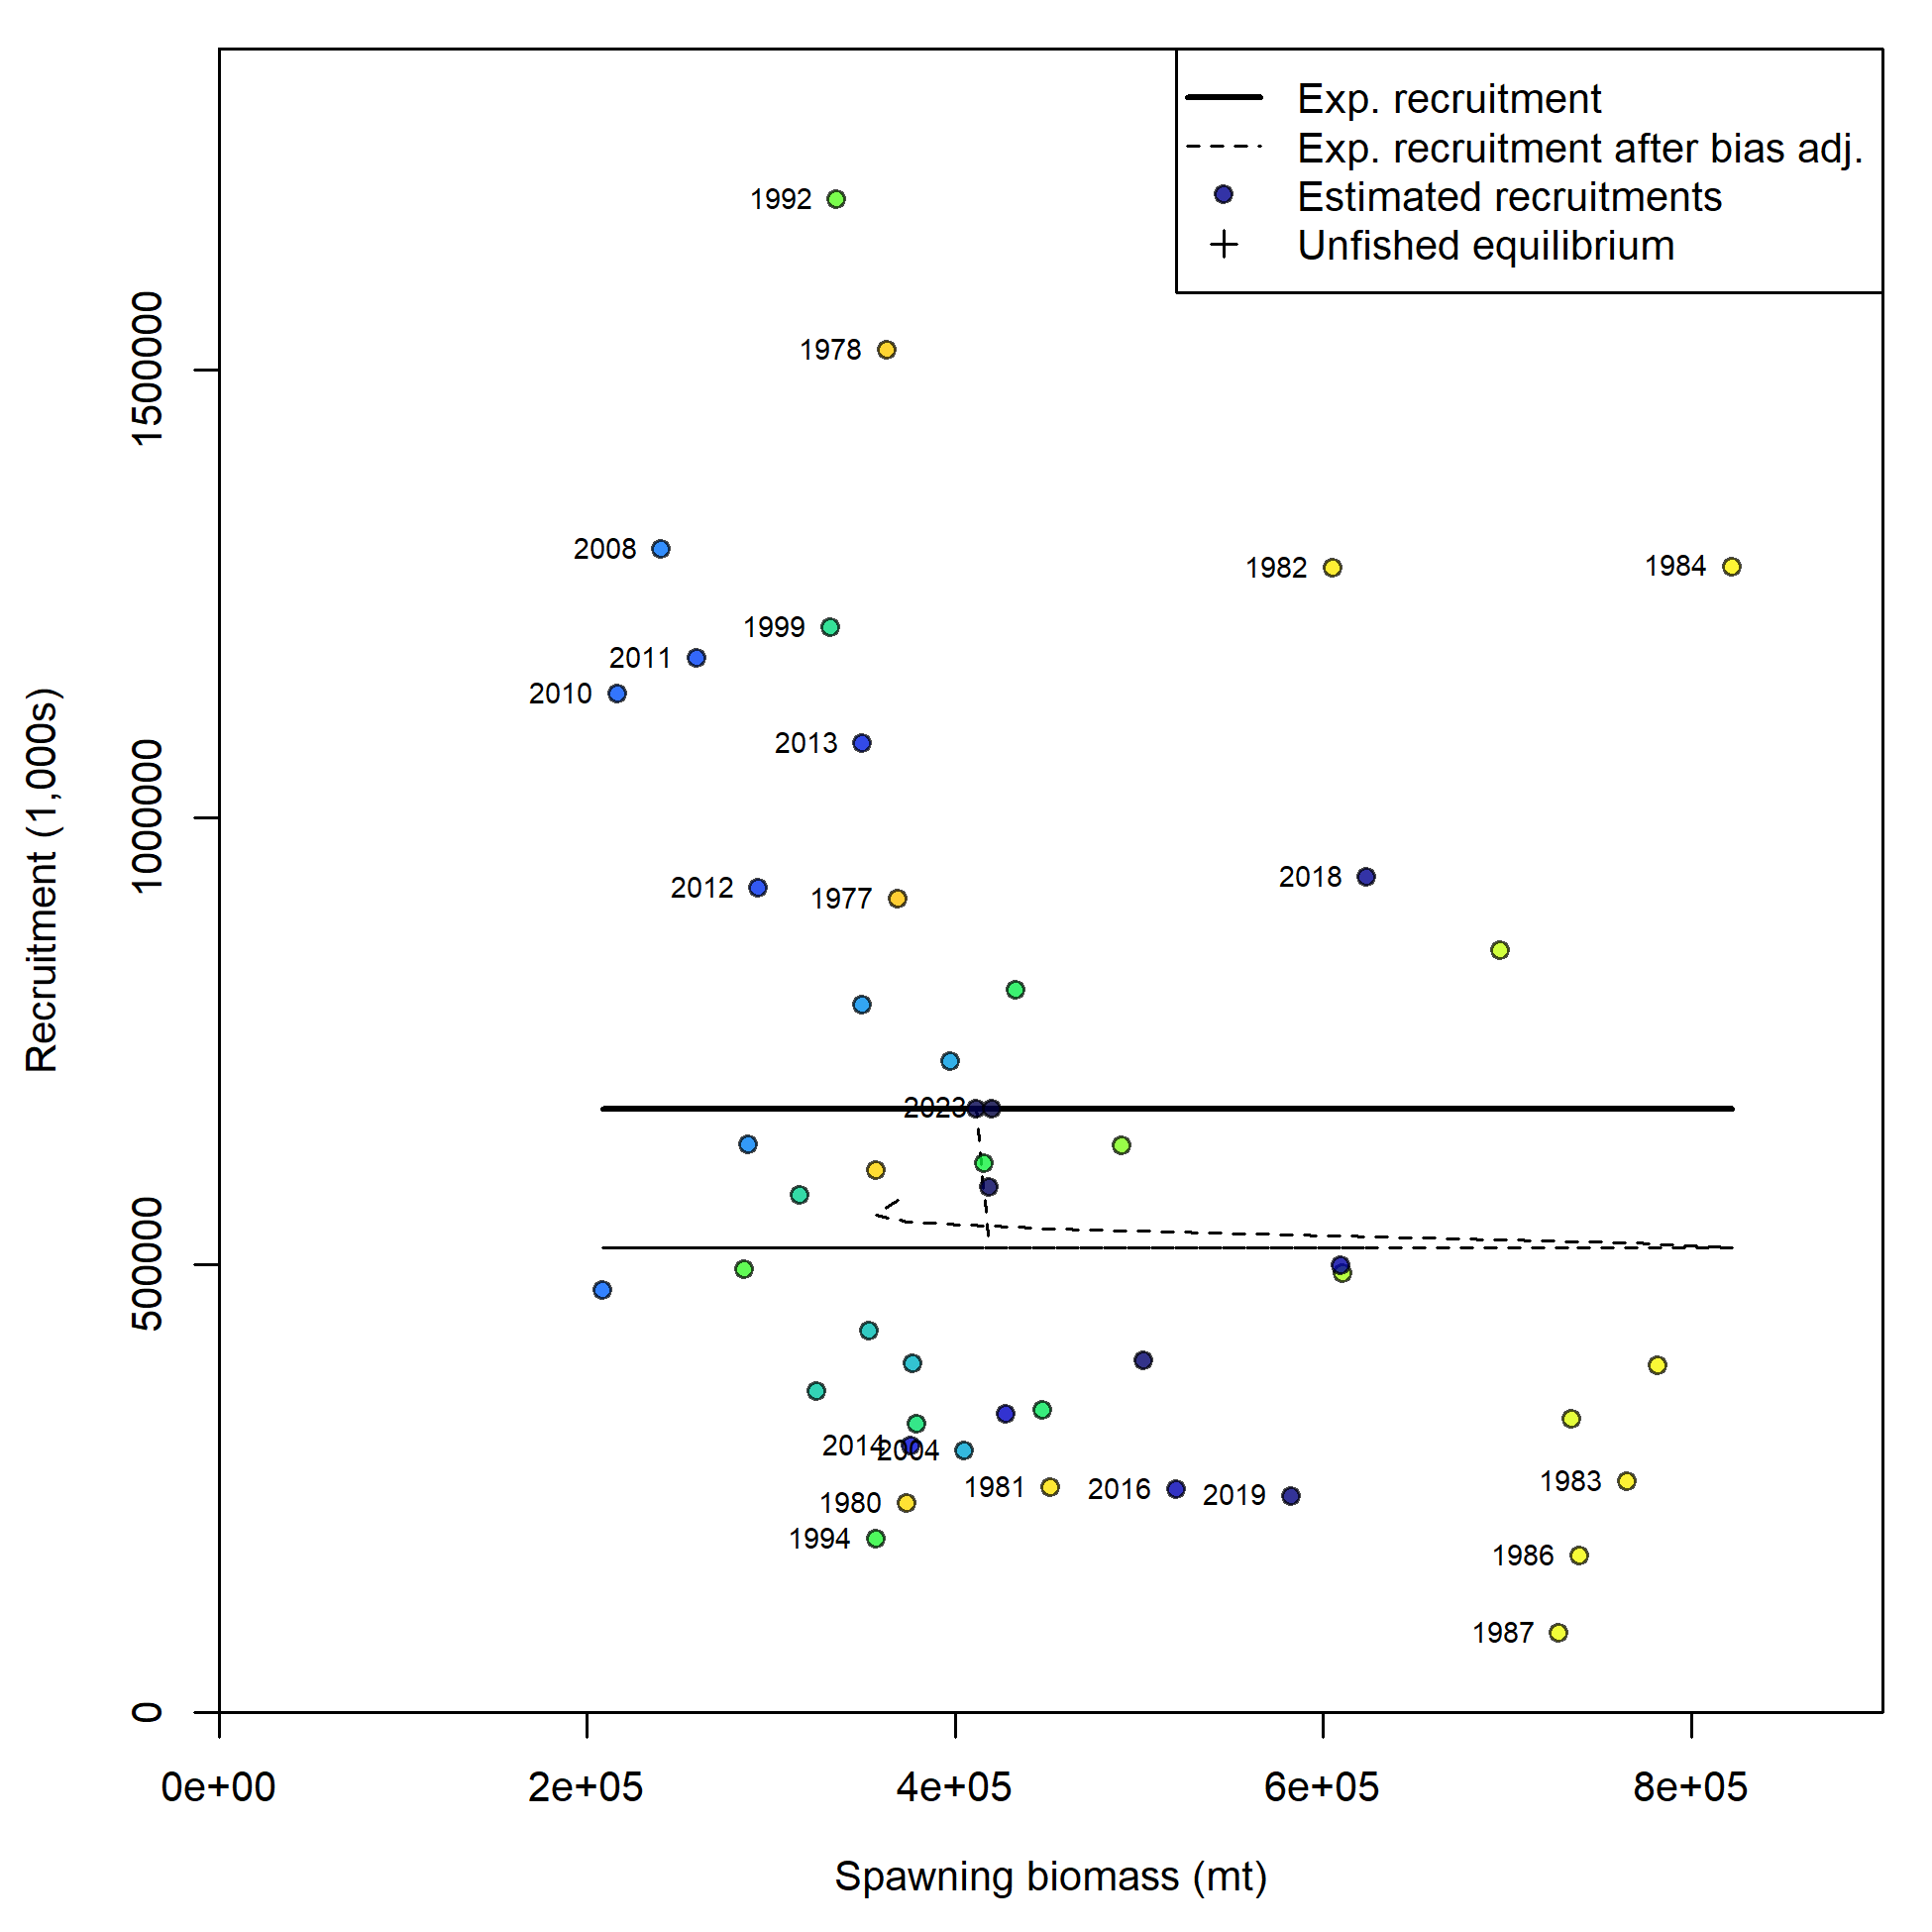 Exp. recruitment
Exp. recruitment after bias adj.
Estimated recruitments
Unfished equilibrium
1992
1978
2008
1982
1984
1999
2011
2010
2013
2012
1977
2018
2023
2014
2004
1981
2016
2019
1983
1980
1994
1986
1987
Recruitment (1,000s)
1500000
1000000
500000
0
0e+00
2e+05
4e+05
6e+05
8e+05
Spawning biomass (mt)